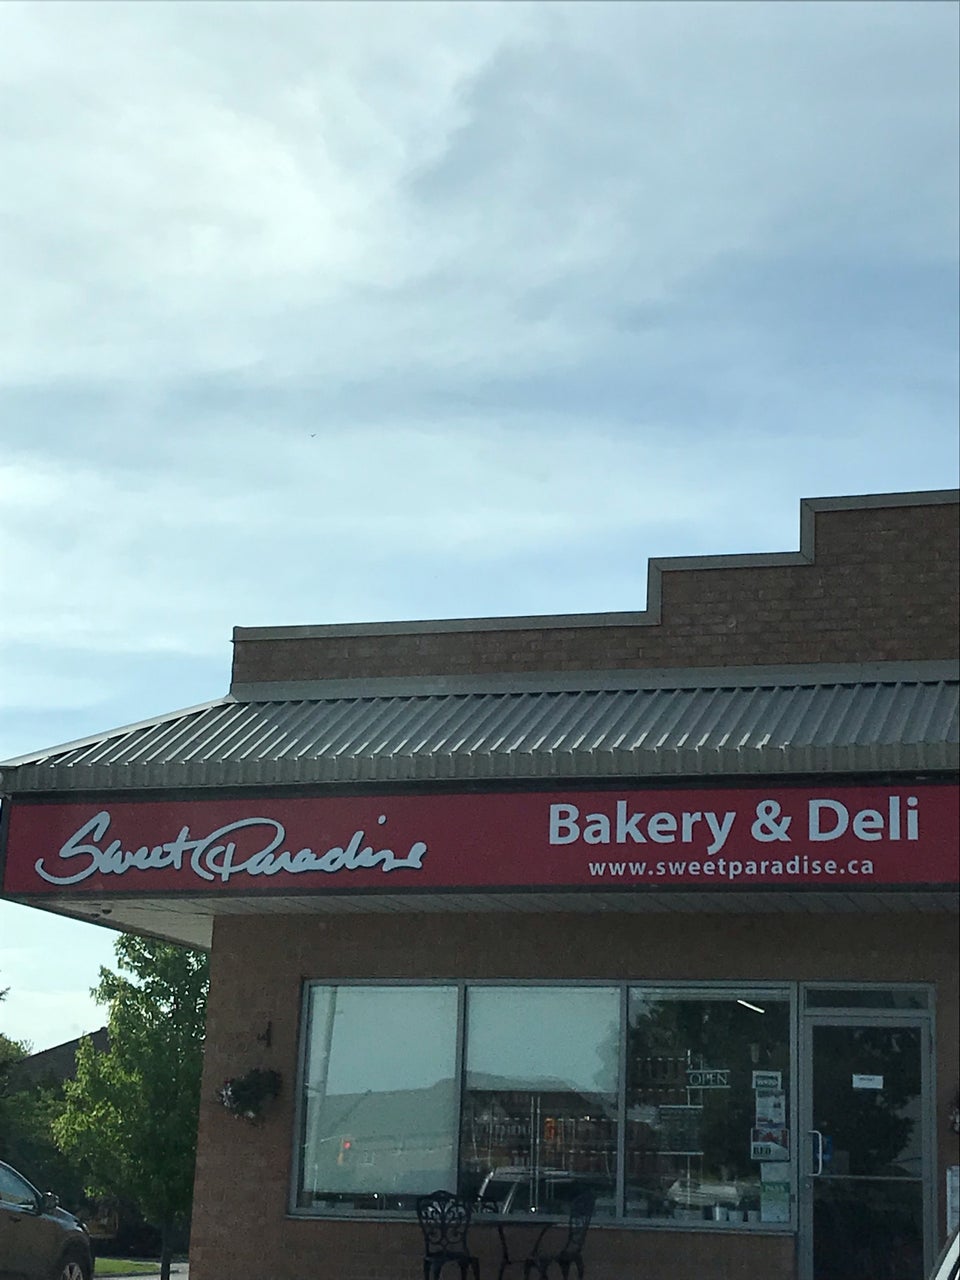 Sweet Paradise
Bakery & Deli
www.sweetparadise.ca
OPEN